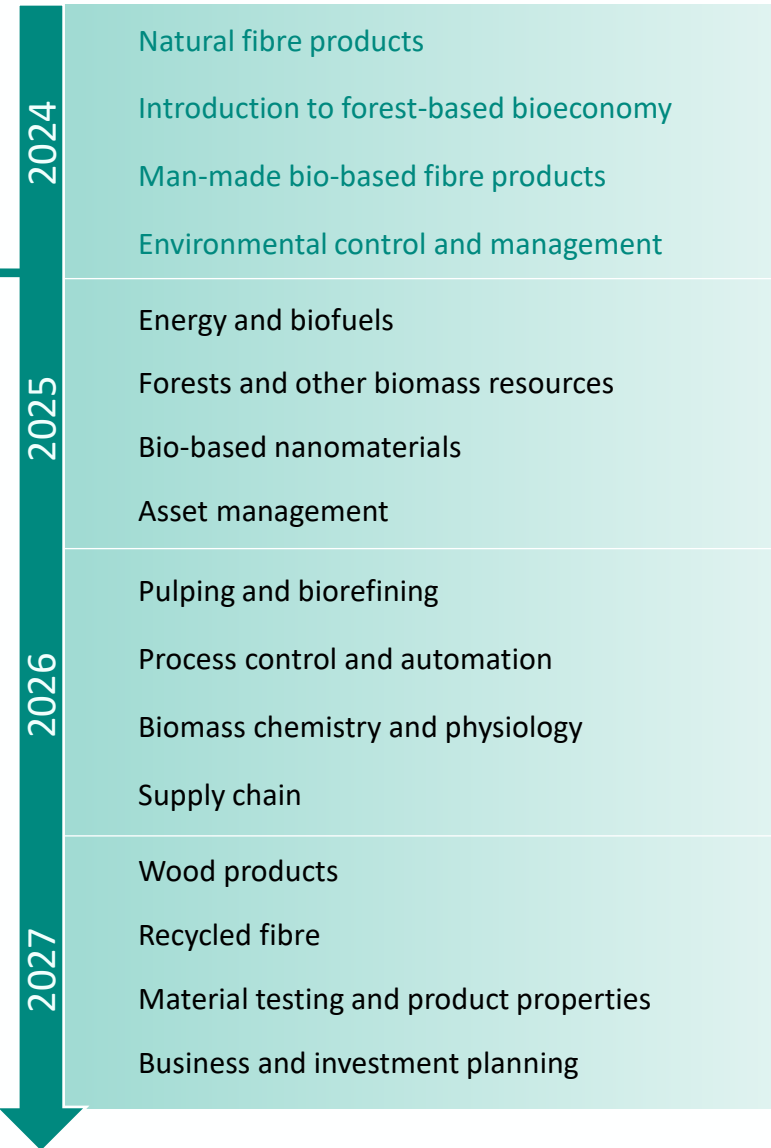 2024
Natural fibre products
Introduction to forest-based bioeconomy
Man-made bio-based fibre products
Environmental control and management
2025
Energy and biofuels
Forests and other biomass resources
Bio-based nanomaterials
Asset management
2026
Pulping and biorefining
Process control and automation
Biomass chemistry and physiology
Supply chain
2027
Wood products
Recycled fibre
Material testing and product properties
Business and investment planning